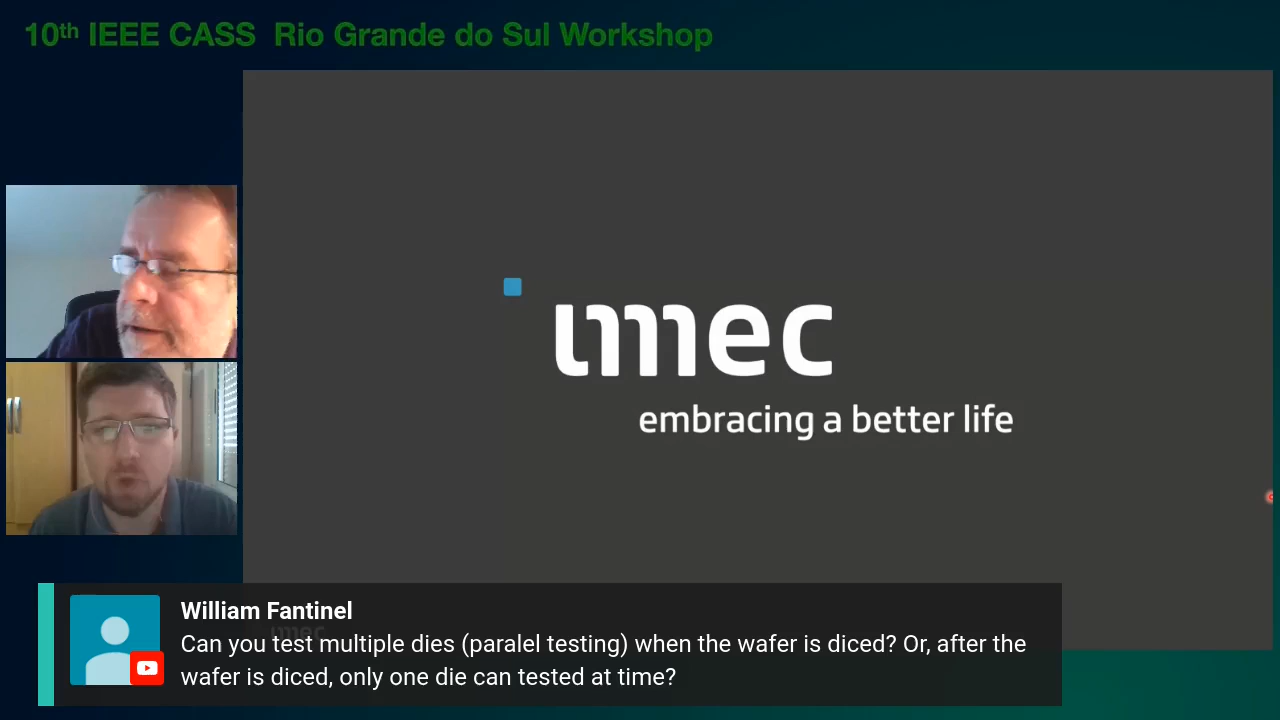 10th IEEE CASS Rio Grande do Sul Workshop
imec
embracing a better life
imec
William Fantinel
Can you test multiple dies (paralel testing) when the wafer is diced? Or, after the
wafer is diced, only one die can tested at time?